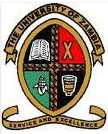 THE UNIVERSITY OF ZAMBIA
SERVICE AND EXCELLENCE